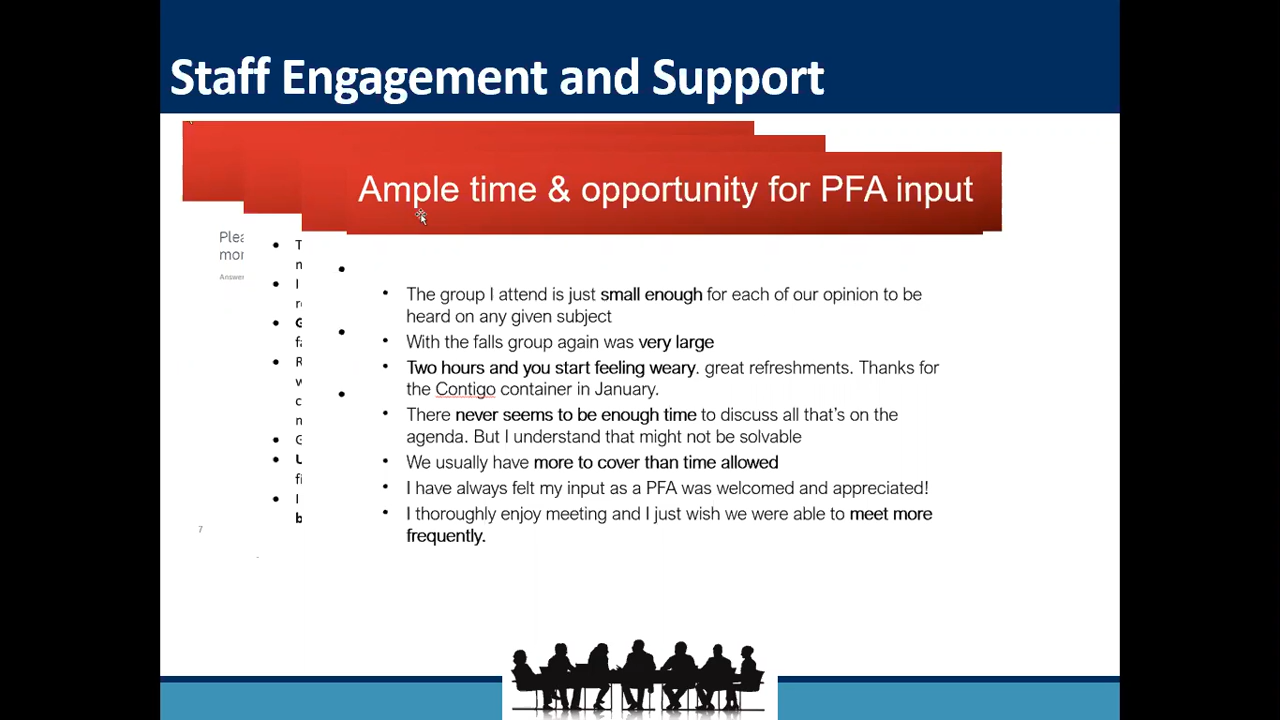 Staff Engagement and Support
Ample time & opportunity for PFA input
The group I attend is just small enough for each of our opinion to be
heard on any given subject
With the falls group again was very large
Two hours and you start feeling weary. great refreshments. Thanks for
the Contigo container in January.
There never seems to be enough time to discuss all that’s on the
agenda. But I understand that might not be solvable
We usually have more to cover than time allowed
I have always felt my input as a PFA was welcomed and appreciated!
I thoroughly enjoy meeting and I just wish we were able to meet more
frequently.
7